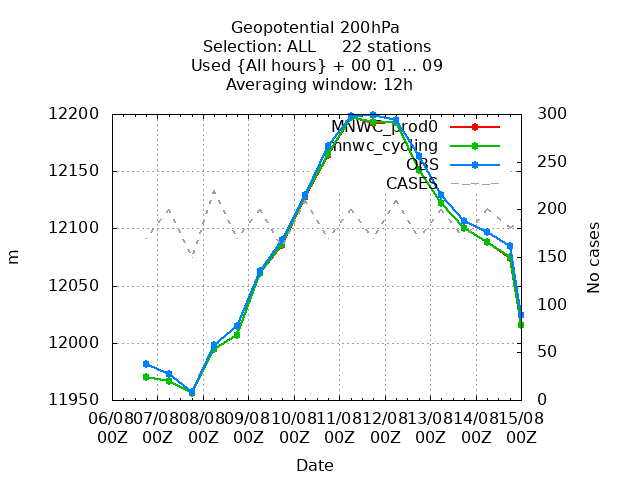 Geopotential 200hPa
Selection: ALL 22 stations
Used {All hours} + 00 01 ... 09
Averaging window: 12h
12200
12150
12100
12050
12000
11950
m
300
250
200
150
100
50
0
No cases
MNWC_prod0
mnwc_cycling
OBS
CASES
06/08 07/08 08/08 09/08 10/08 11/08 12/08 13/08 14/08 15/08
00Z 00Z 00Z 00Z 00Z 00Z 00Z 00Z 00Z 00Z
Date